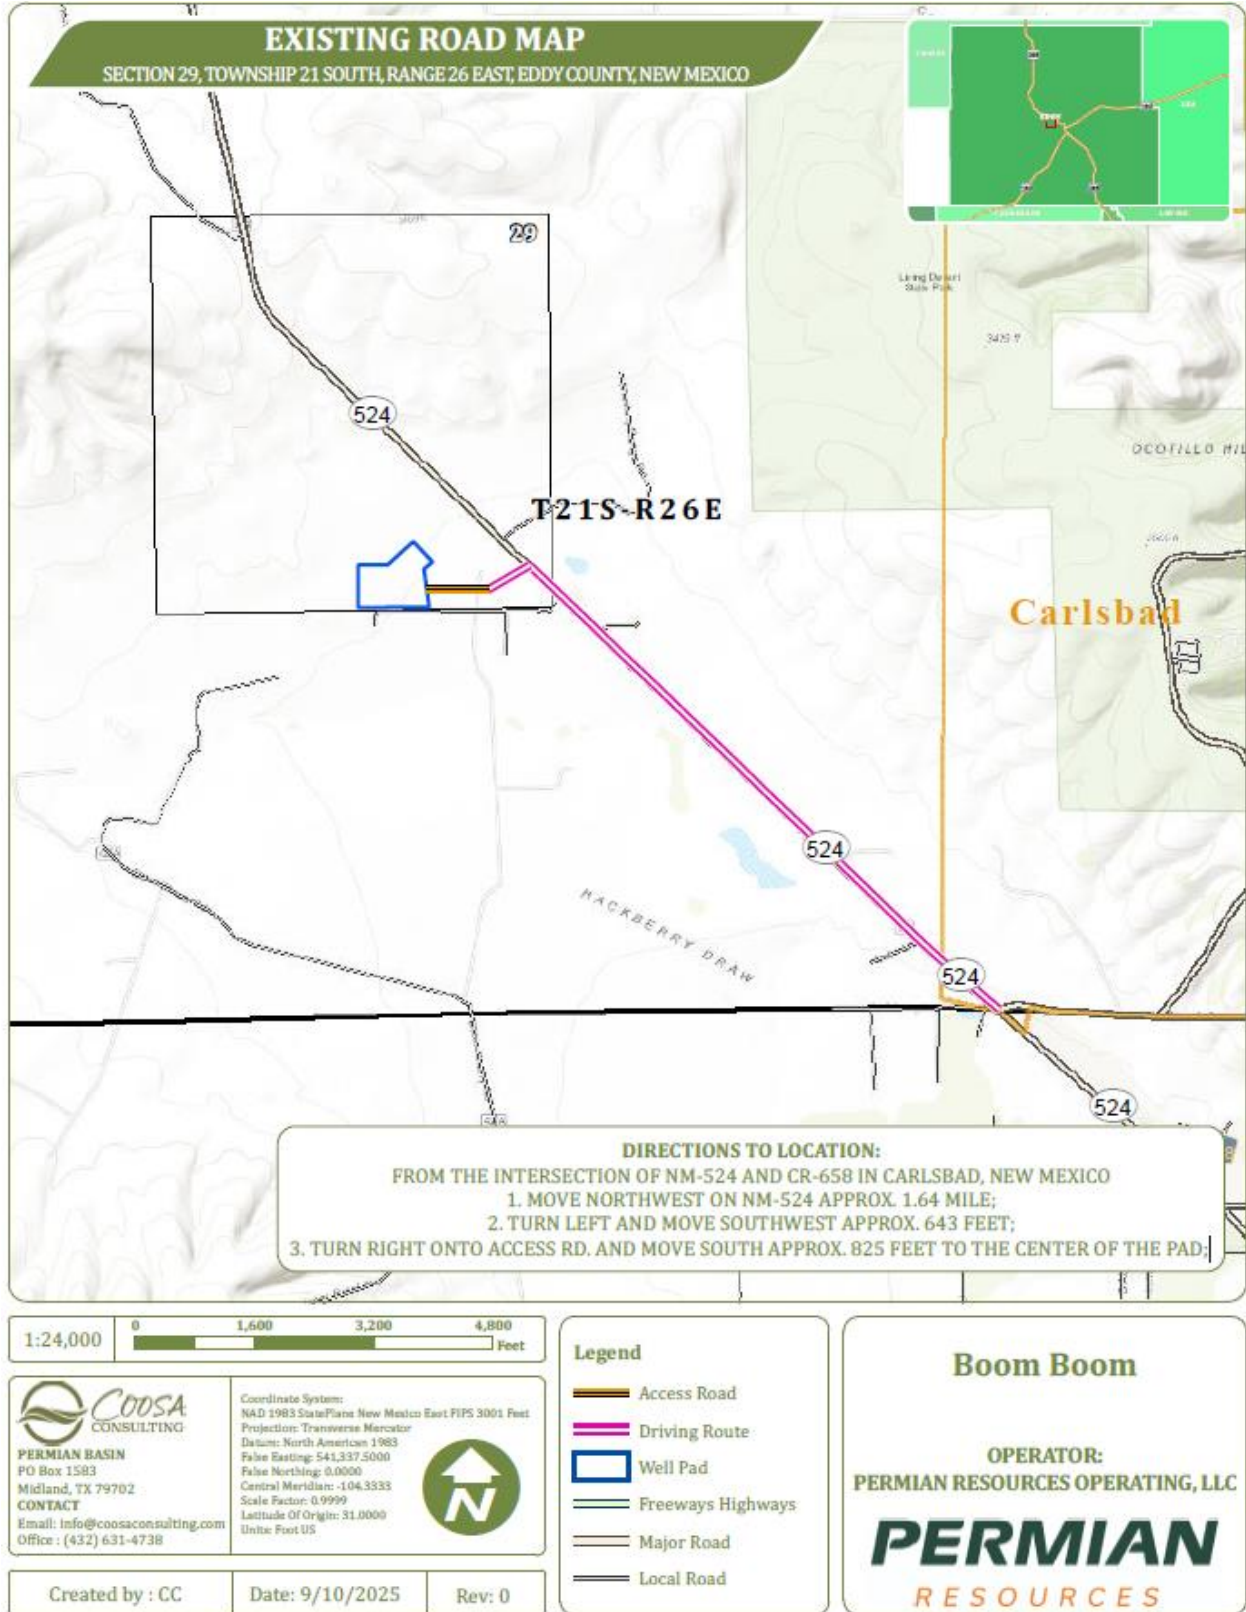 EXISTING ROAD MAP
SECTION 29, TOWNSHIP 21 SOUTH, RANGE 26 EAST, EDDY COUNTY, NEW MEXICO
29
Living Desert
State Park
524
T21S-R26E
OCOTILLO HIL
Carlsbad
524
HACKBERRY DRAW
524
524
DIRECTIONS TO LOCATION:
FROM THE INTERSECTION OF NM-524 AND CR-658 IN CARLSBAD, NEW MEXICO
1. MOVE NORTHWEST ON NM-524 APPROX. 1.64 MILE;
2. TURN LEFT AND MOVE SOUTHWEST APPROX. 643 FEET;
3. TURN RIGHT ONTO ACCESS RD. AND MOVE SOUTH APPROX. 825 FEET TO THE CENTER OF THE PAD;
1:24,000
0 1,600 3,200 4,800
Feet
COOSA
CONSULTING
PERMIAN BASIN
PO Box 1583
Midland, TX 79702
CONTACT
Email: info@coosaconsulting.com
Office : (432) 631-4738
Coordinate System:
NAD 1983 StatePlane New Mexico East FIPS 3001 Feet
Projection: Transverse Mercator
Datum: North American 1983
False Easting: 541,337.5000
False Northing: 0.0000
Central Meridian: -104.3333
Scale Factor: 0.9999
Latitude Of Origin: 31.0000
Units: Foot US
N
Created by : CC
Date: 9/10/2025
Rev: 0
Legend
Access Road
Driving Route
Well Pad
Freeways Highways
Major Road
Local Road
Boom Boom
OPERATOR:
PERMIAN RESOURCES OPERATING, LLC
PERMIAN
RESOURCES